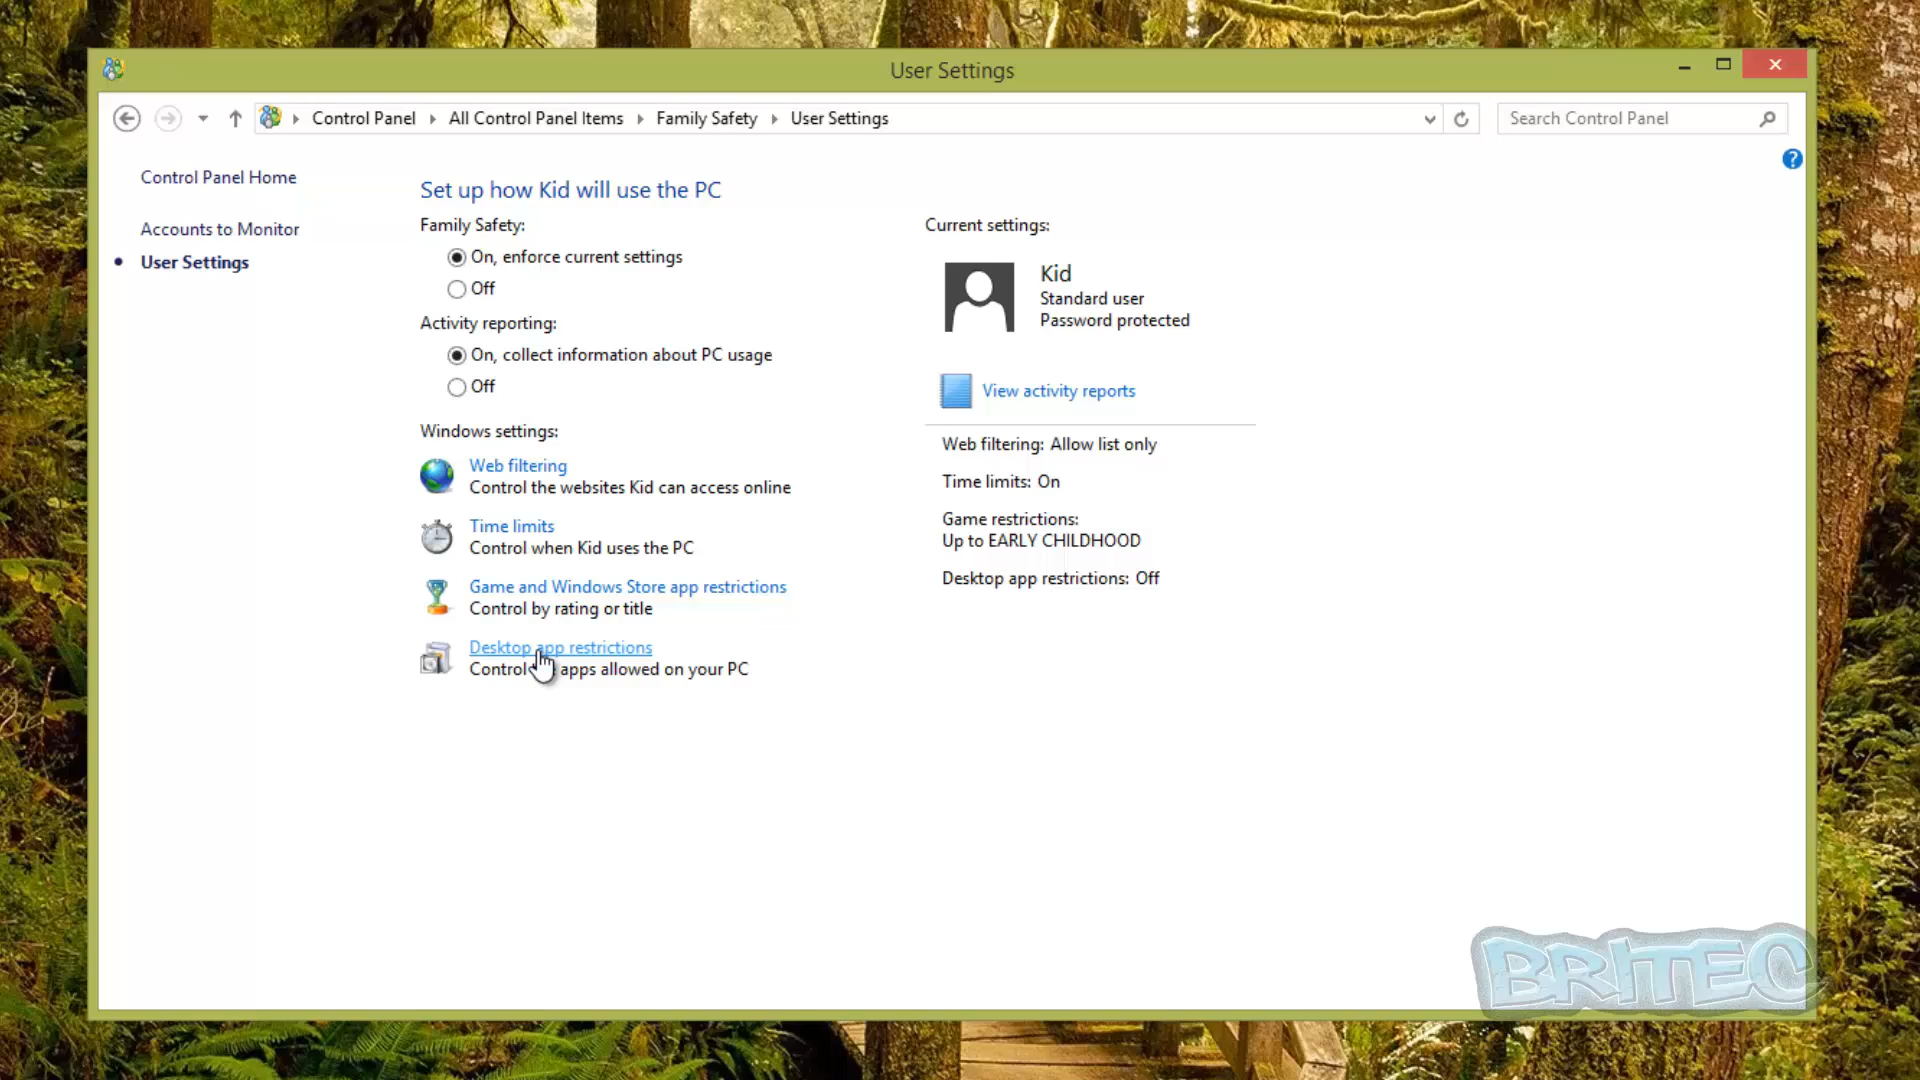 User Settings
Control Panel
All Control Panel Items
Family Safety
User Settings
Search Control Panel
Control Panel Home
Accounts to Monitor
User Settings
Set up how Kid will use the PC
Family Safety:
On, enforce current settings
Off
Activity reporting:
On, collect information about PC usage
Off
Windows settings:
Web filtering
Control the websites Kid can access online
Time limits
Control when Kid uses the PC
Game and Windows Store app restrictions
Control by rating or title
Desktop app restrictions
Control apps allowed on your PC
Current settings:
Kid
Standard user
Password protected
View activity reports
Web filtering: Allow list only
Time limits: On
Game restrictions:
Up to EARLY CHILDHOOD
Desktop app restrictions: Off
BRITEC